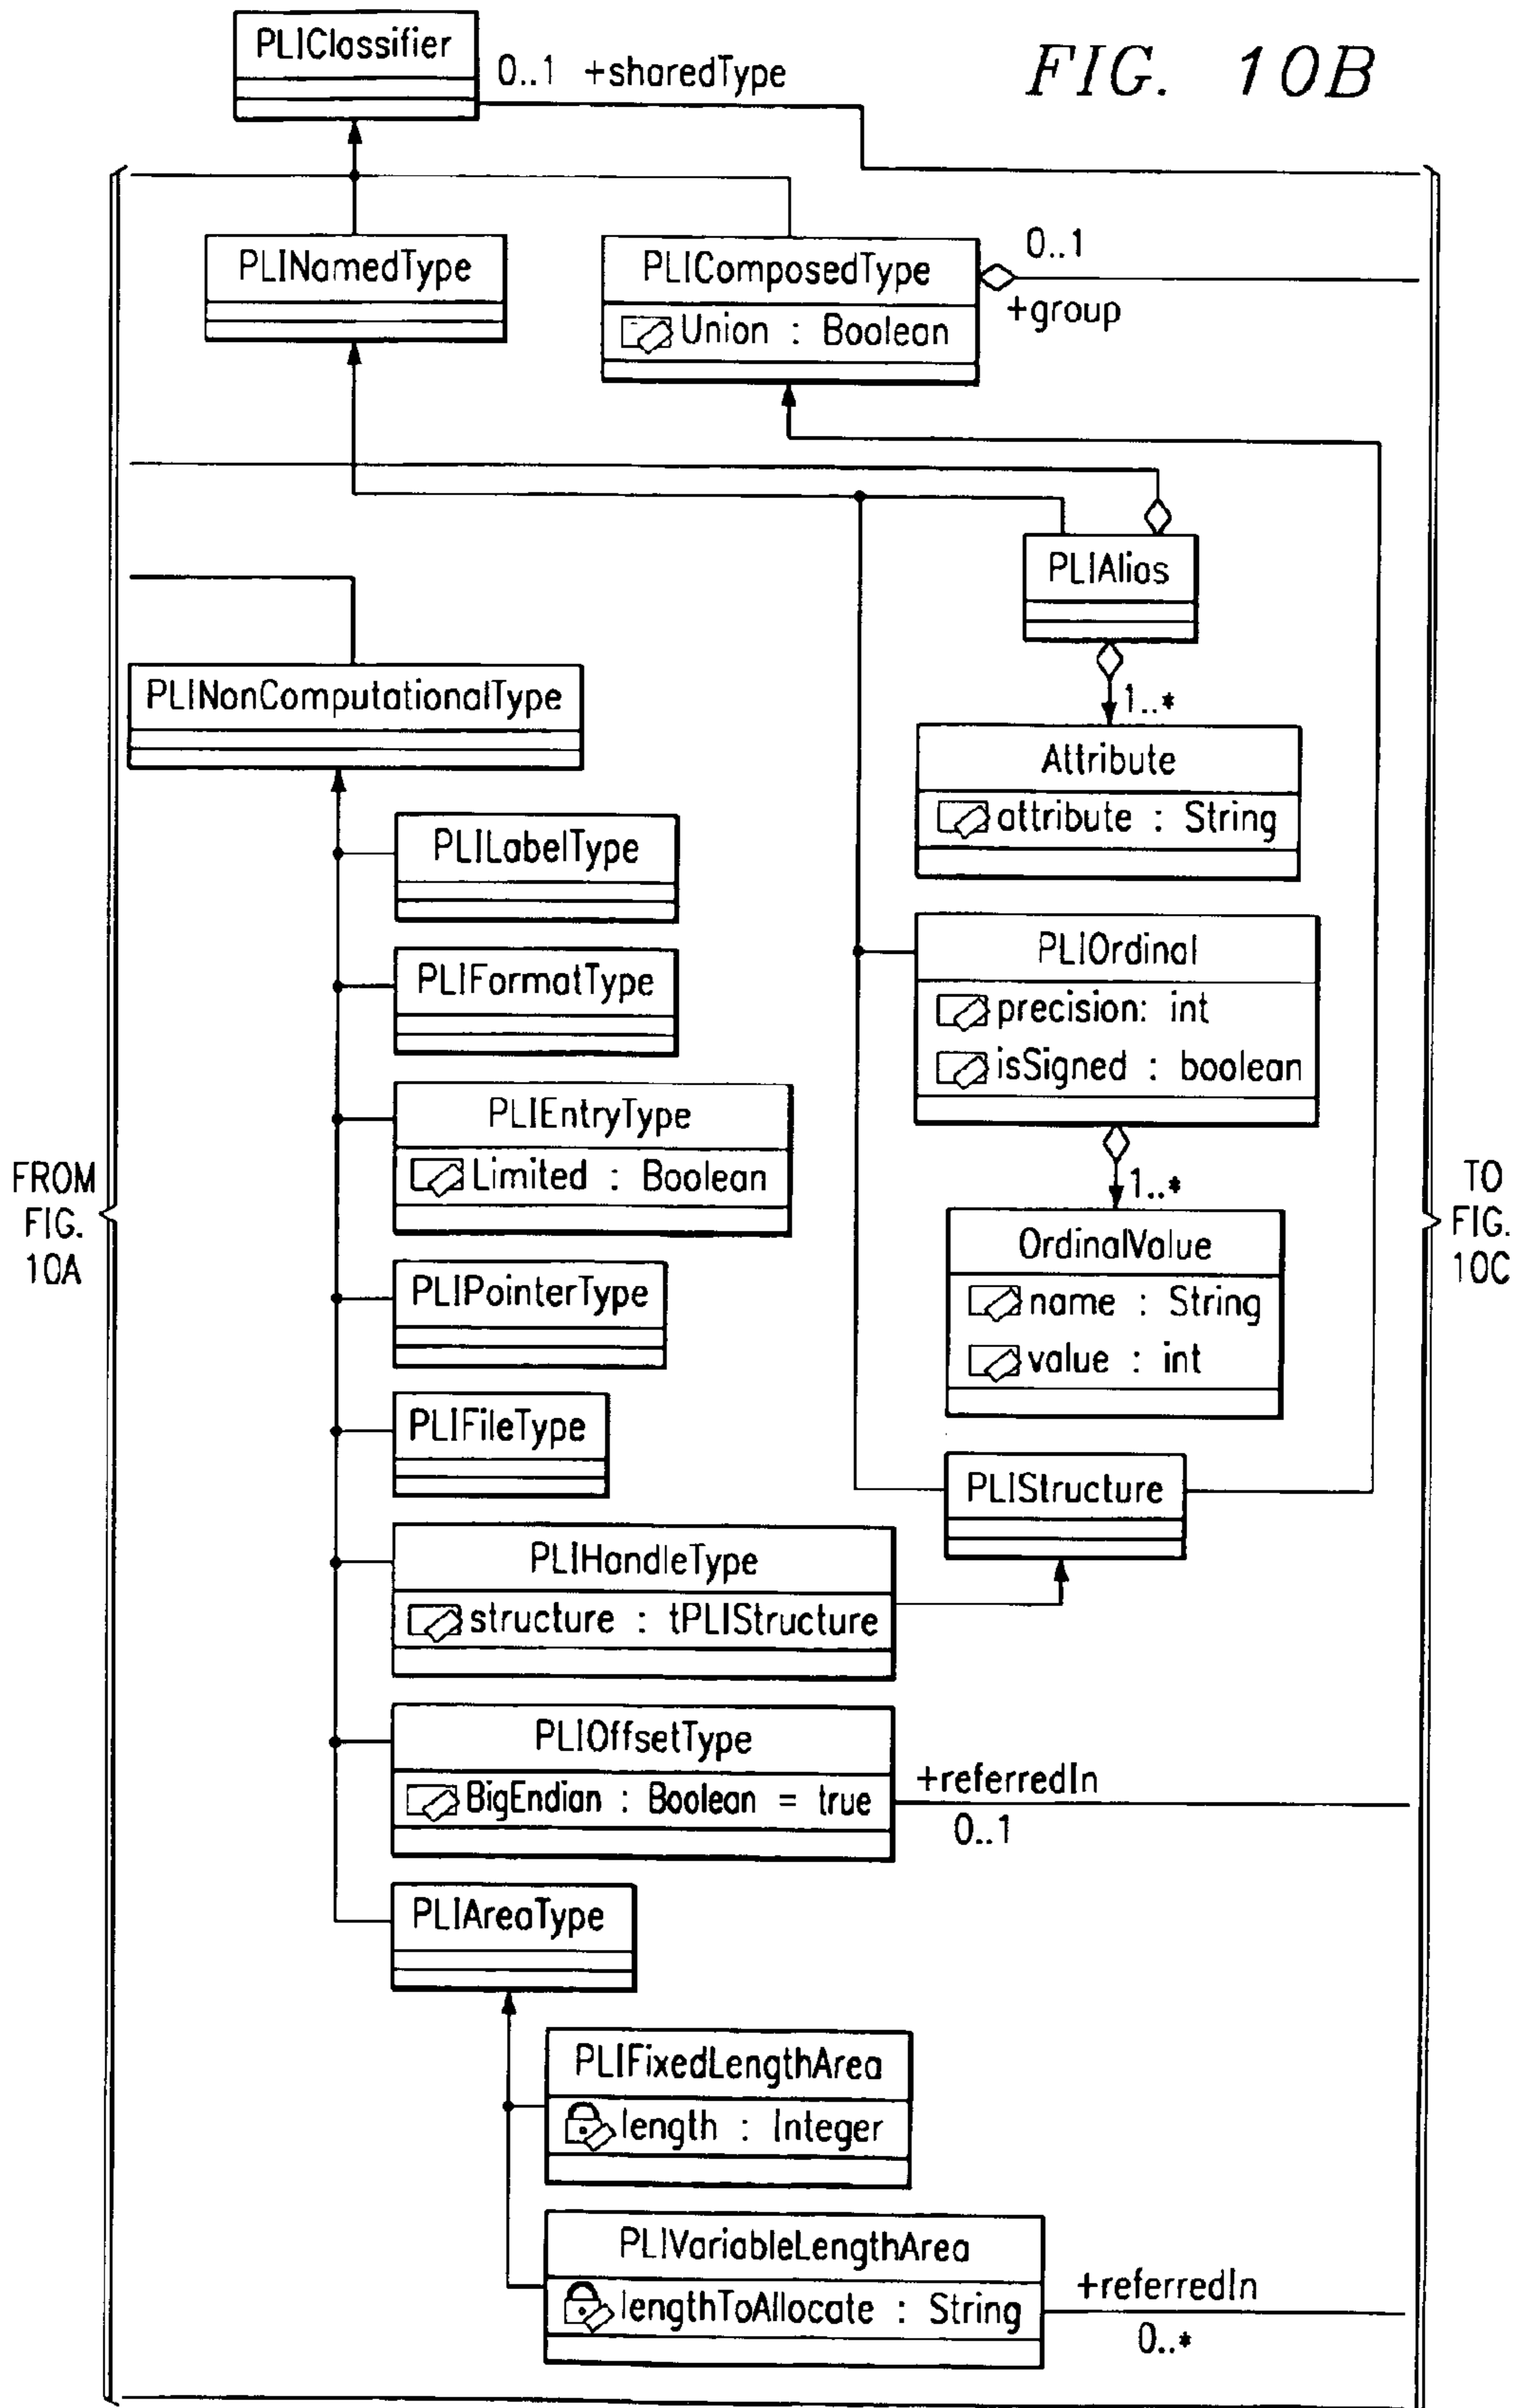 FIG. 10B
PLIClassifier
0..1 +sharedType
PLINamedType
PLIComposedType
Union : Boolean
0..1
+group
PLIAlias
1..*
PLINonComputationalType
Attribute
attribute : String
PLILabelType
PLIOrdinal
precision: int
isSigned : boolean
PLIFormatType
PLIEntryType
Limited : Boolean
1..*
FROM
FIG.
10A
TO
FIG.
10C
OrdinalValue
name : String
value : int
PLIPointerType
PLIFileType
PLIStructure
PLIHandleType
structure : tPLIStructure
PLIOffsetType
BigEndian : Boolean = true
+referredIn
0..1
PLIAreaType
PLIFixedLengthArea
length : Integer
PLIVariableLengthArea
lengthToAllocate : String
+referredIn
0..*